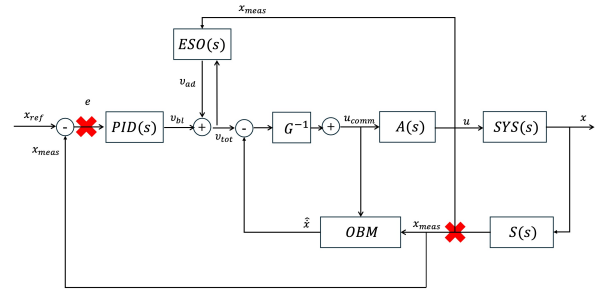 x_meas
ESO(s)
v_ad
x_ref
-
e
PID(s)
v_bl
+
v_tot
-
G⁻¹
+
u_comm
A(s)
u
SYS(s)
x
x_meas
x̂̇
OBM
x_meas
S(s)